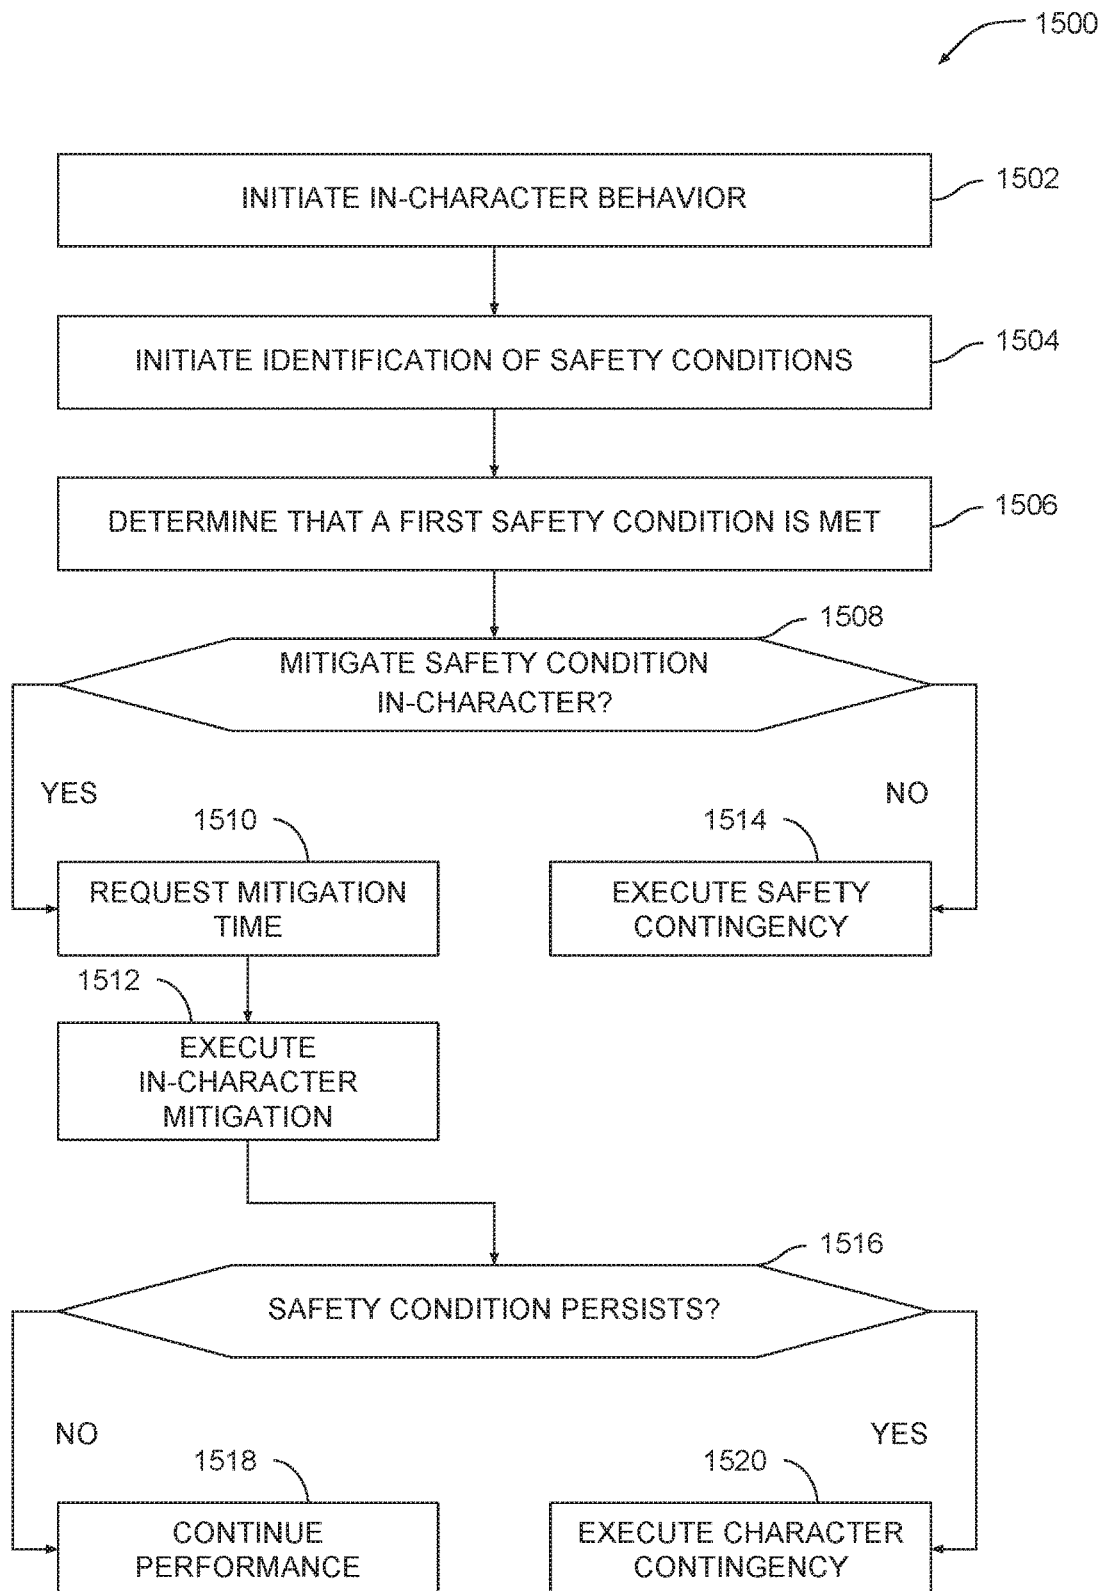 1500
INITIATE IN-CHARACTER BEHAVIOR
1502
INITIATE IDENTIFICATION OF SAFETY CONDITIONS
1504
DETERMINE THAT A FIRST SAFETY CONDITION IS MET
1506
1508
MITIGATE SAFETY CONDITION
IN-CHARACTER?
YES
NO
1510
1514
REQUEST MITIGATION
TIME
EXECUTE SAFETY
CONTINGENCY
1512
EXECUTE
IN-CHARACTER
MITIGATION
1516
SAFETY CONDITION PERSISTS?
NO
YES
1518
1520
CONTINUE
PERFORMANCE
EXECUTE CHARACTER
CONTINGENCY